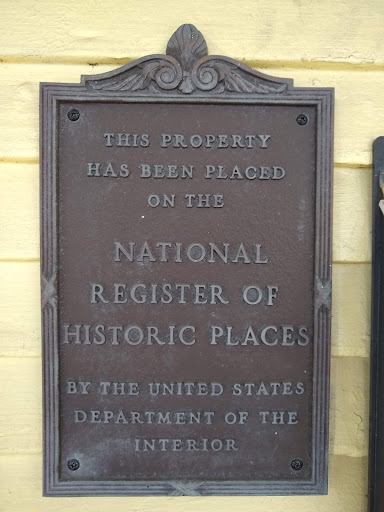 THIS PROPERTY
HAS BEEN PLACED
ON THE
NATIONAL
REGISTER OF
HISTORIC PLACES
BY THE UNITED STATES
DEPARTMENT OF THE
INTERIOR